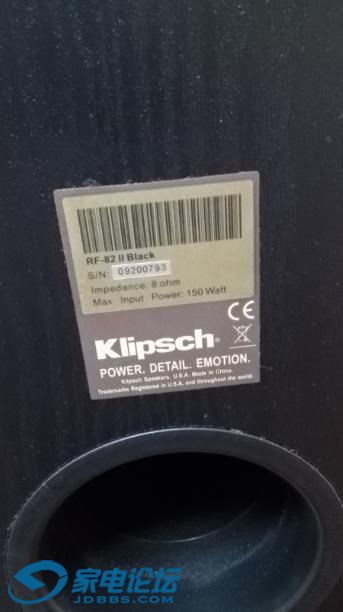 RF-82 II Black
S/N: 09200793
Impedance: 8 ohm
Max Input Power: 150 Watt
Klipsch®
POWER. DETAIL. EMOTION.
Klipsch Speakers, U.S.A. Made in China.
Trademarks Registered in U.S.A. and throughout the world.
家电论坛
JDBBS.COM